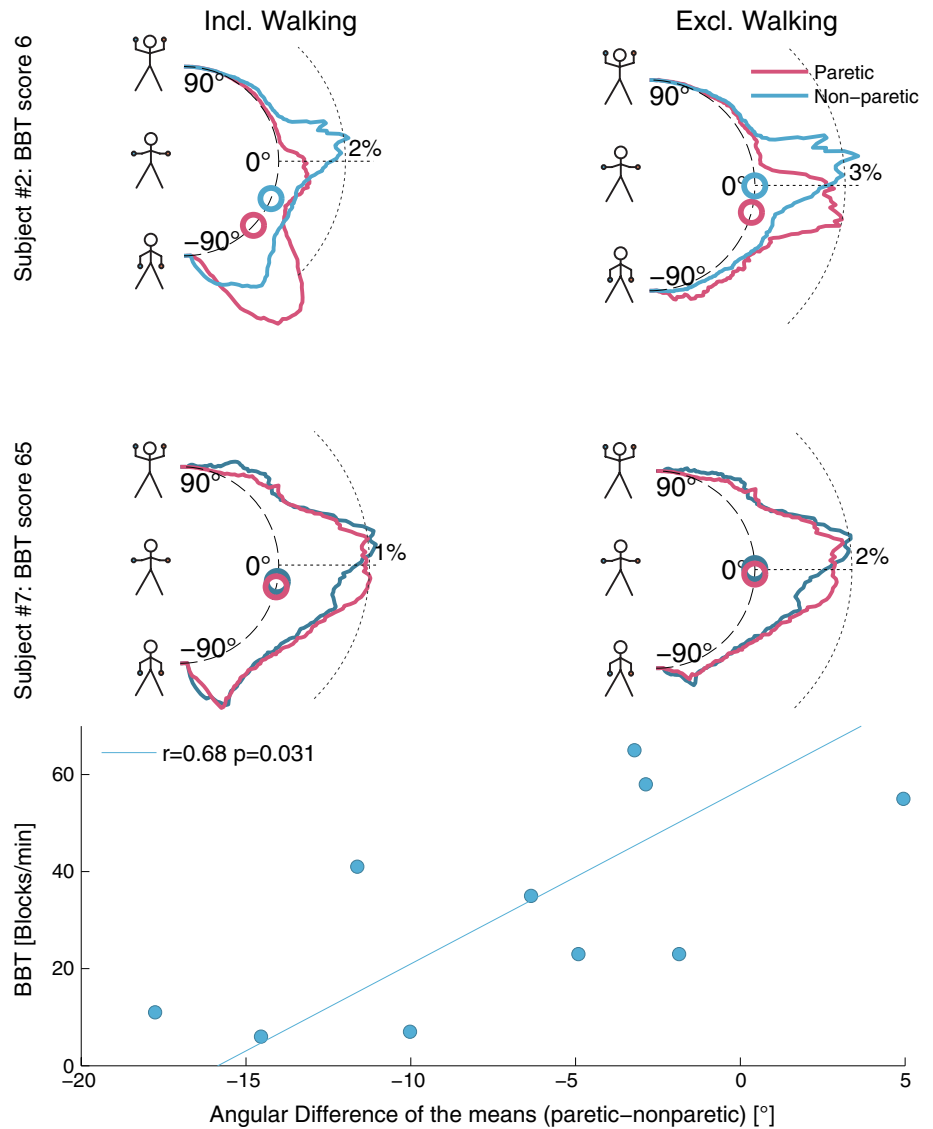 Incl. Walking
Excl. Walking
Subject #2: BBT score 6
90°
0°
−90°
2%
90°
0°
−90°
3%
Paretic
Non−paretic
Subject #7: BBT score 65
90°
0°
−90°
1%
90°
0°
−90°
2%
r=0.68 p=0.031
BBT [Blocks/min]
60
40
20
0
−20
−15
−10
−5
0
5
Angular Difference of the means (paretic−nonparetic) [°]